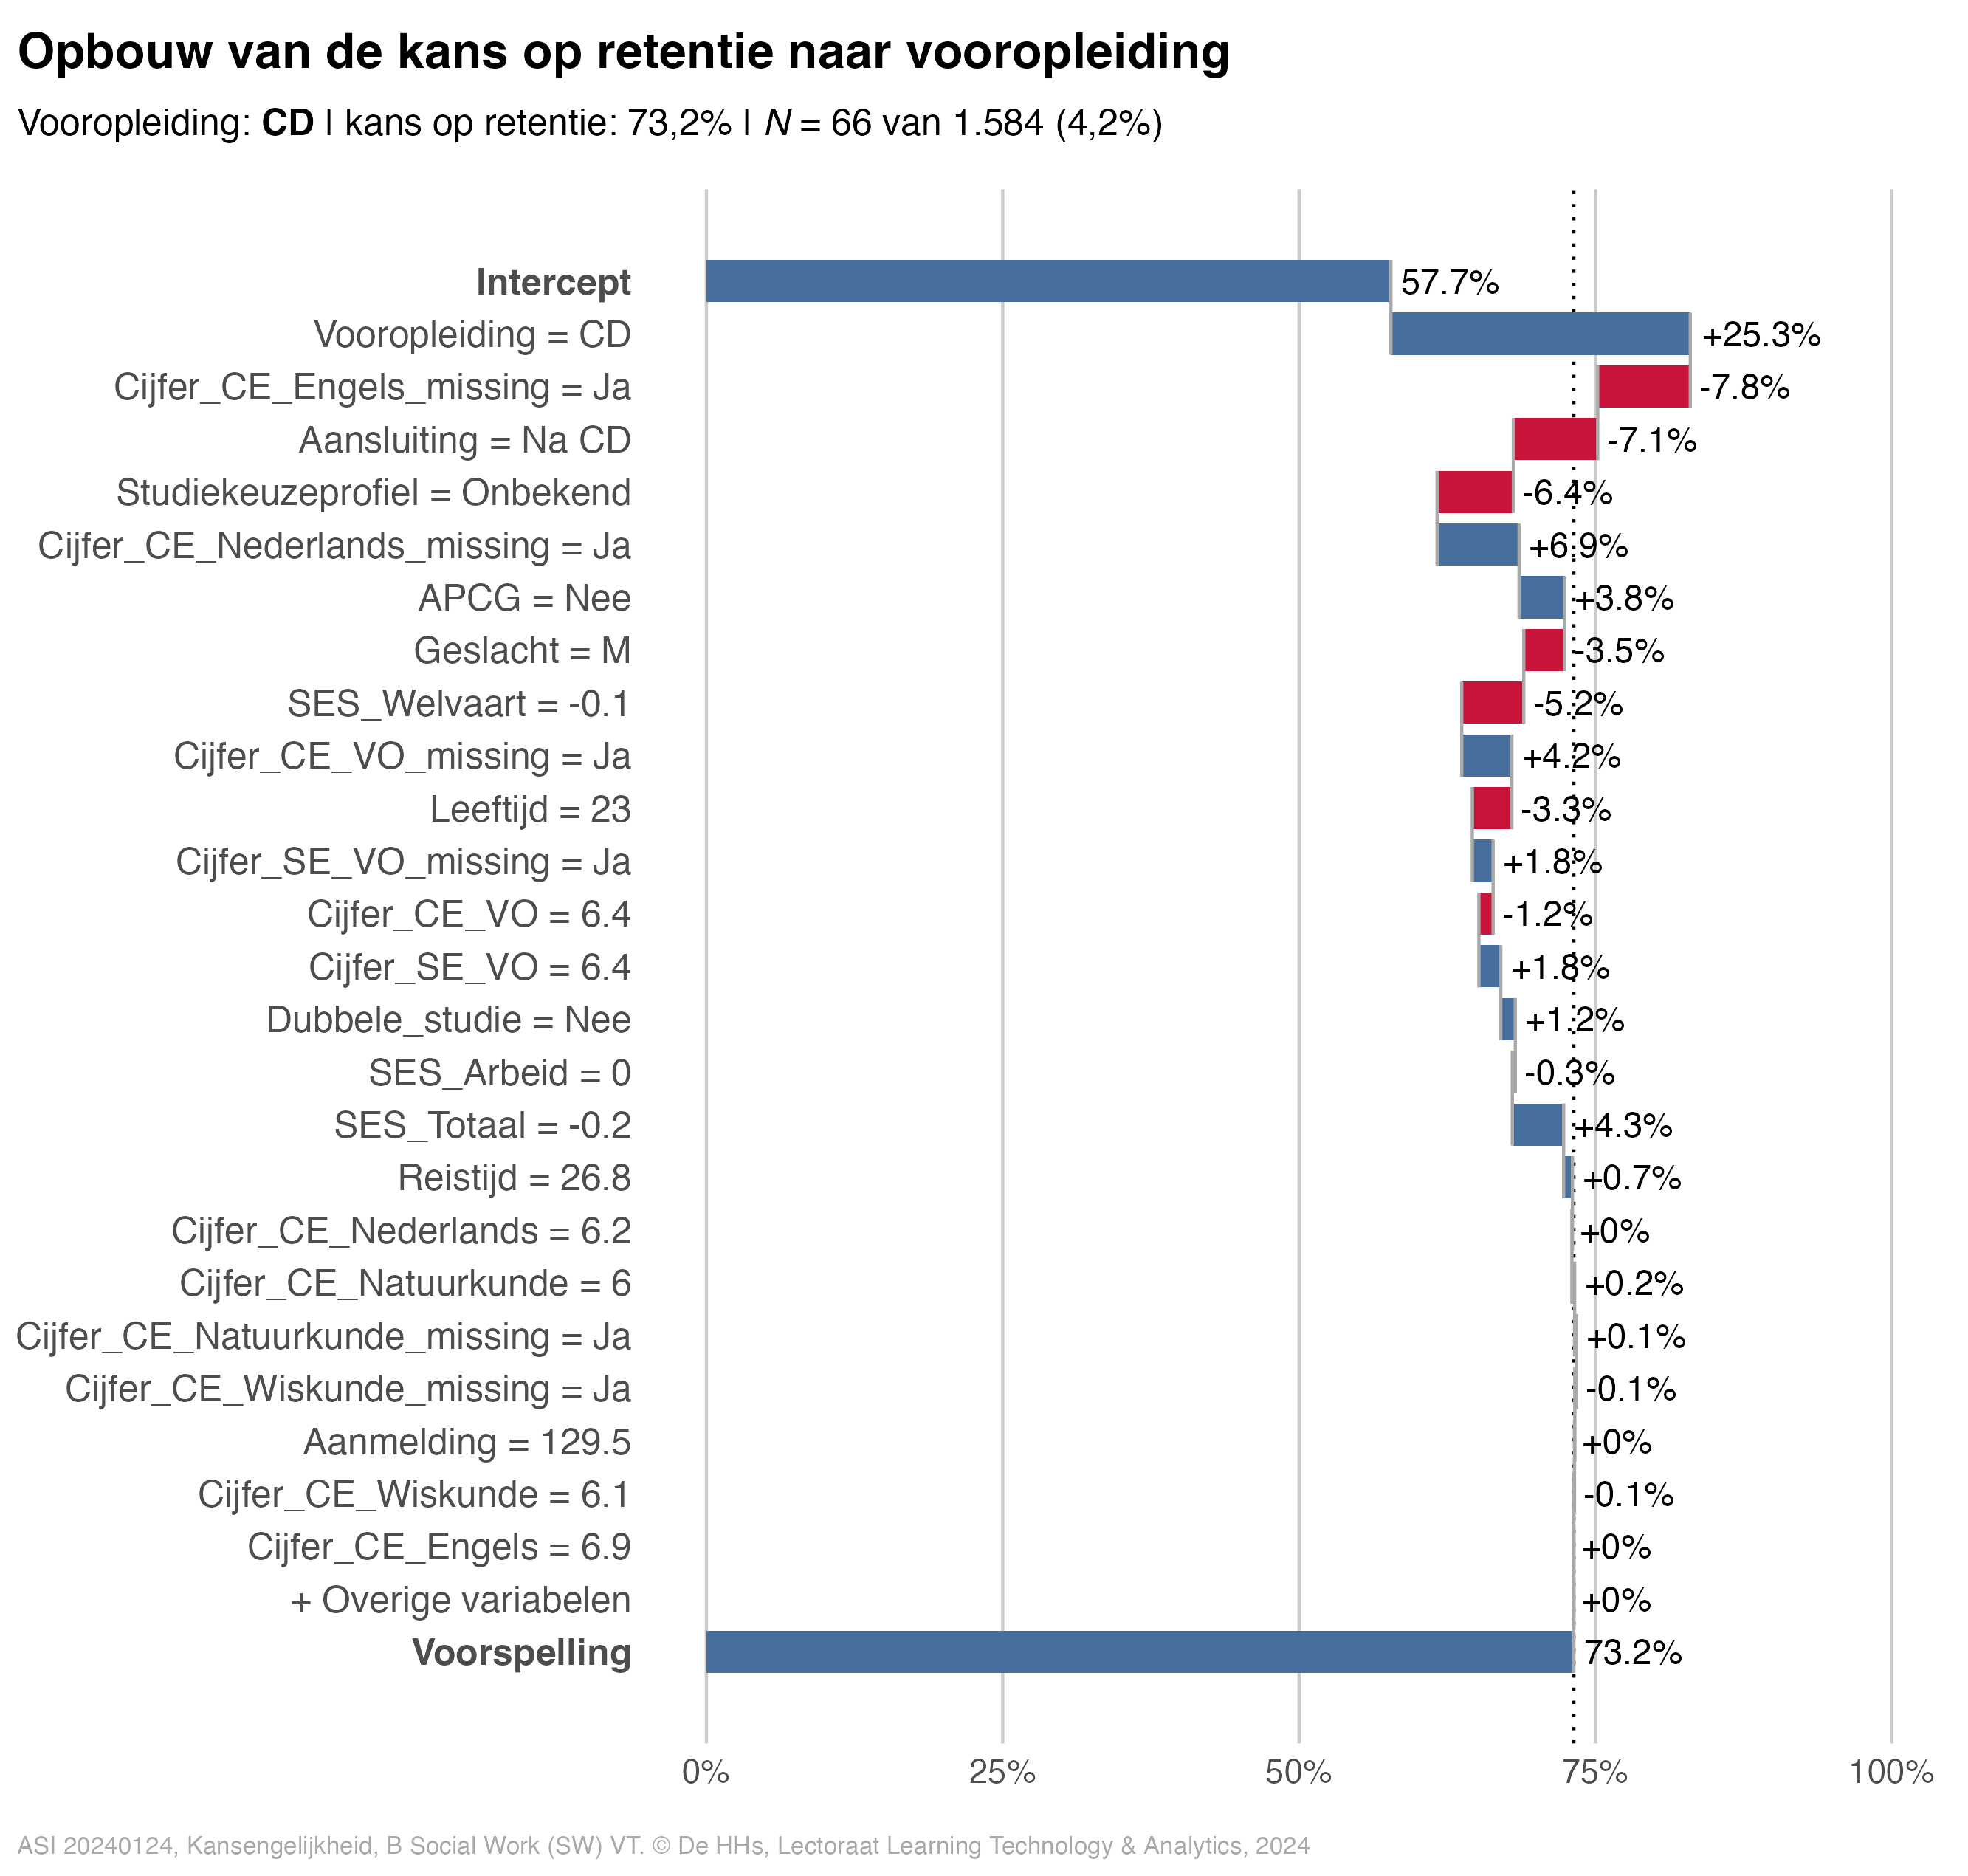 Opbouw van de kans op retentie naar vooropleiding
Vooropleiding: CD | kans op retentie: 73,2% | N = 66 van 1.584 (4,2%)
Intercept 57.7%
Vooropleiding = CD +25.3%
Cijfer_CE_Engels_missing = Ja -7.8%
Aansluiting = Na CD -7.1%
Studiekeuzeprofiel = Onbekend -6.4%
Cijfer_CE_Nederlands_missing = Ja +6.9%
APCG = Nee +3.8%
Geslacht = M -3.5%
SES_Welvaart = -0.1 -5.2%
Cijfer_CE_VO_missing = Ja +4.2%
Leeftijd = 23 -3.3%
Cijfer_SE_VO_missing = Ja +1.8%
Cijfer_CE_VO = 6.4 -1.2%
Cijfer_SE_VO = 6.4 +1.8%
Dubbele_studie = Nee +1.2%
SES_Arbeid = 0 -0.3%
SES_Totaal = -0.2 +4.3%
Reistijd = 26.8 +0.7%
Cijfer_CE_Nederlands = 6.2 +0%
Cijfer_CE_Natuurkunde = 6 +0.2%
Cijfer_CE_Natuurkunde_missing = Ja +0.1%
Cijfer_CE_Wiskunde_missing = Ja -0.1%
Aanmelding = 129.5 +0%
Cijfer_CE_Wiskunde = 6.1 -0.1%
Cijfer_CE_Engels = 6.9 +0%
+ Overige variabelen +0%
Voorspelling 73.2%
0% 25% 50% 75% 100%
ASI 20240124, Kansengelijkheid, B Social Work (SW) VT. © De HHs, Lectoraat Learning Technology & Analytics, 2024